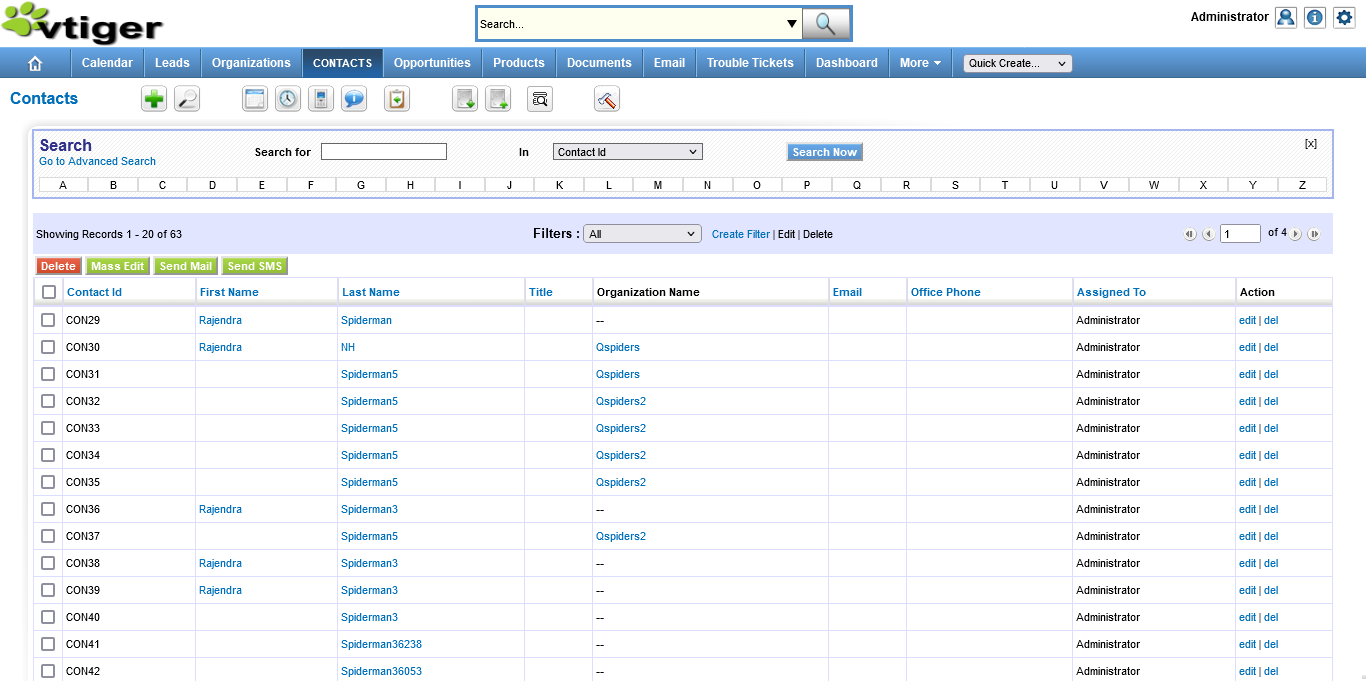 vtiger
Search...
Administrator
Calendar Leads Organizations CONTACTS Opportunities Products Documents Email Trouble Tickets Dashboard More Quick Create...
Contacts
Search
Go to Advanced Search
Search for In Contact Id Search Now [x]
A B C D E F G H I J K L M N O P Q R S T U V W X Y Z
Showing Records 1 - 20 of 63 Filters : All Create Filter | Edit | Delete 1 of 4
Delete Mass Edit Send Mail Send SMS
Contact Id First Name Last Name Title Organization Name Email Office Phone Assigned To Action
CON29 Rajendra Spiderman -- Administrator edit | del
CON30 Rajendra NH Qspiders Administrator edit | del
CON31 Spiderman5 Qspiders Administrator edit | del
CON32 Spiderman5 Qspiders2 Administrator edit | del
CON33 Spiderman5 Qspiders2 Administrator edit | del
CON34 Spiderman5 Qspiders2 Administrator edit | del
CON35 Spiderman5 Qspiders2 Administrator edit | del
CON36 Rajendra Spiderman3 -- Administrator edit | del
CON37 Spiderman5 Qspiders2 Administrator edit | del
CON38 Rajendra Spiderman3 -- Administrator edit | del
CON39 Rajendra Spiderman3 -- Administrator edit | del
CON40 Spiderman3 -- Administrator edit | del
CON41 Spiderman36238 -- Administrator edit | del
CON42 Spiderman36053 -- Administrator edit | del